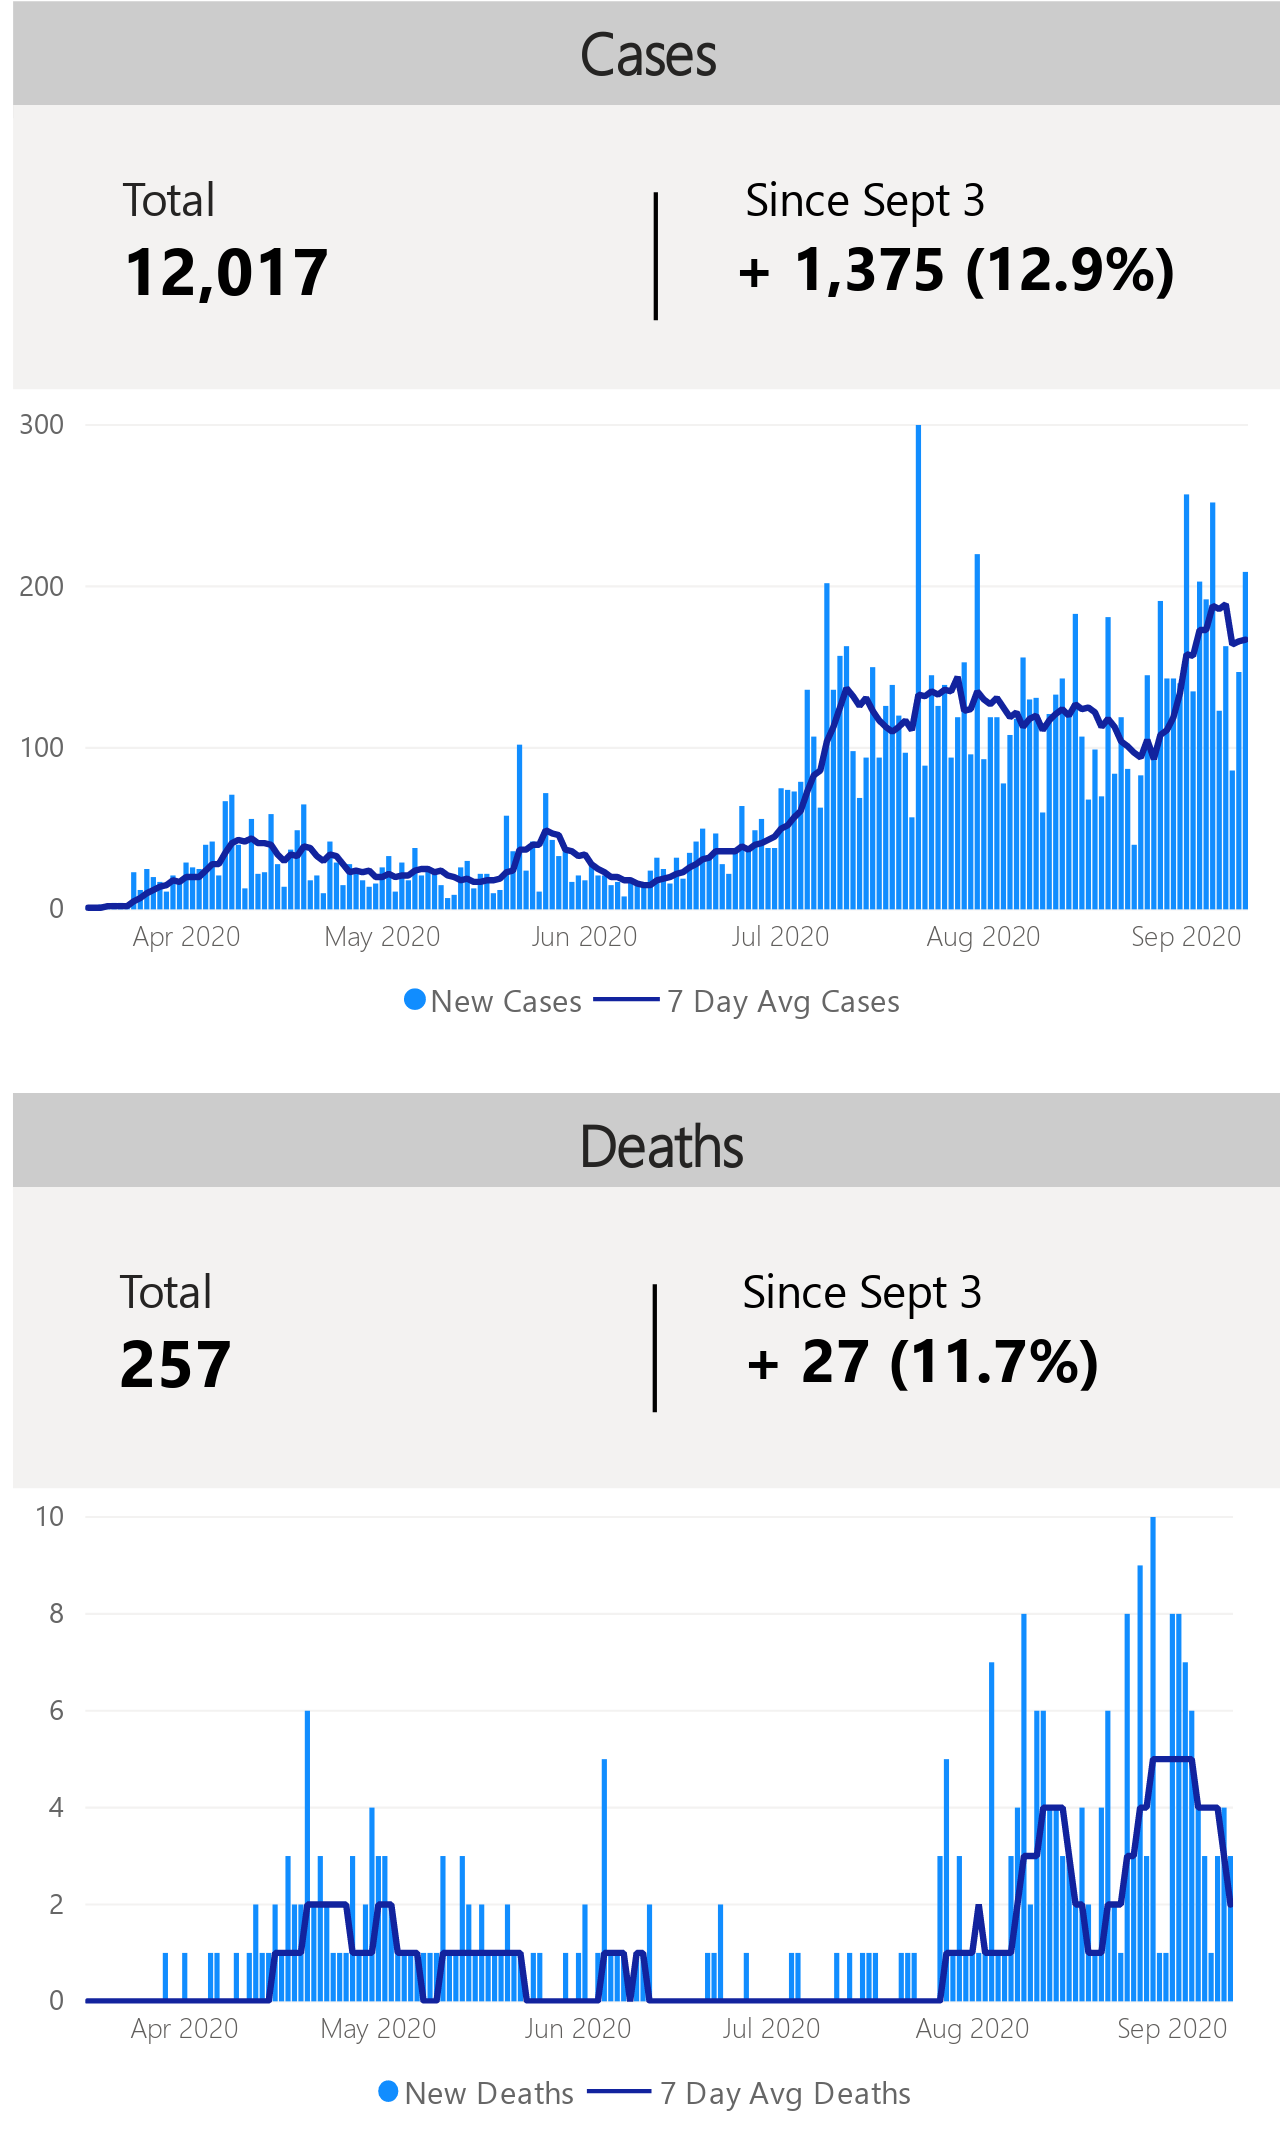 Cases
Total
12,017
Since Sept 3
+ 1,375 (12.9%)
300
200
100
0
Apr 2020 May 2020 Jun 2020 Jul 2020 Aug 2020 Sep 2020
New Cases 7 Day Avg Cases
Deaths
Total
257
Since Sept 3
+ 27 (11.7%)
10
8
6
4
2
0
Apr 2020 May 2020 Jun 2020 Jul 2020 Aug 2020 Sep 2020
New Deaths 7 Day Avg Deaths